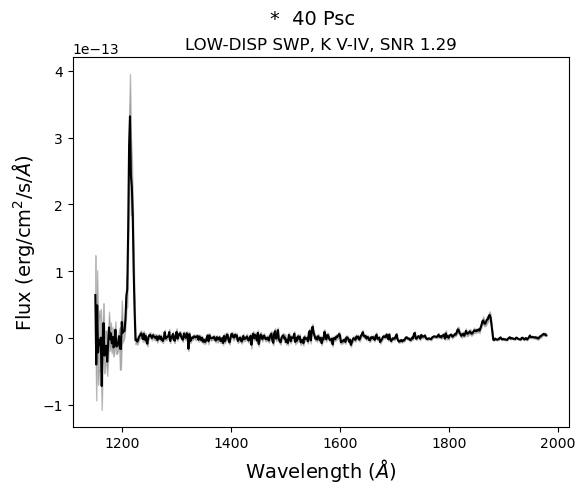 *  40 Psc
LOW-DISP SWP, K V-IV, SNR 1.29
1e−13
4
3
2
1
0
−1
1200 1400 1600 1800 2000
Flux (erg/cm²/s/Å)
Wavelength (Å)